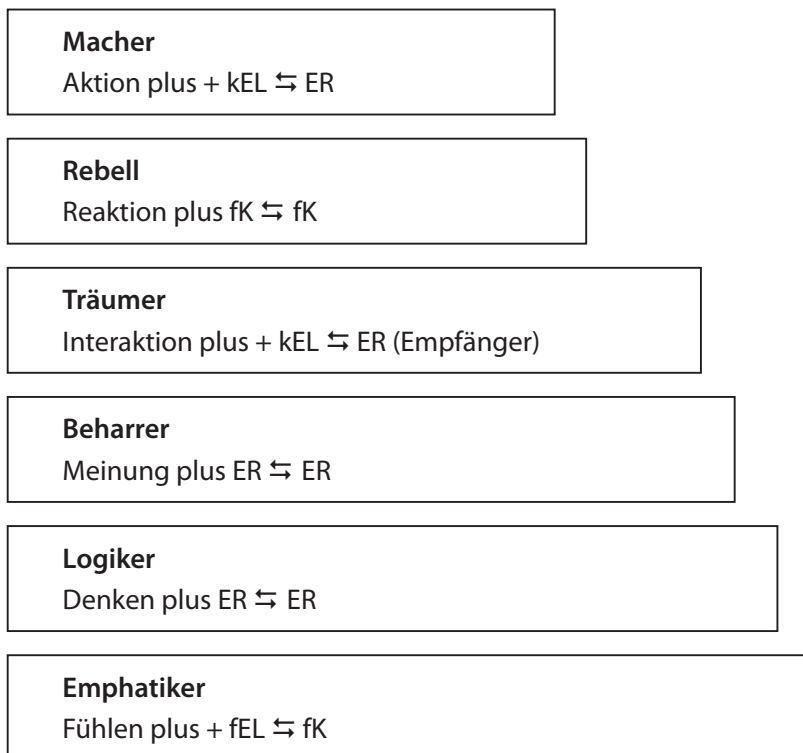 Macher
Aktion plus + kEL ⇆ ER
Rebell
Reaktion plus fK ⇆ fK
Träumer
Interaktion plus + kEL ⇆ ER (Empfänger)
Beharrer
Meinung plus ER ⇆ ER
Logiker
Denken plus ER ⇆ ER
Emphatiker
Fühlen plus + fEL ⇆ fK